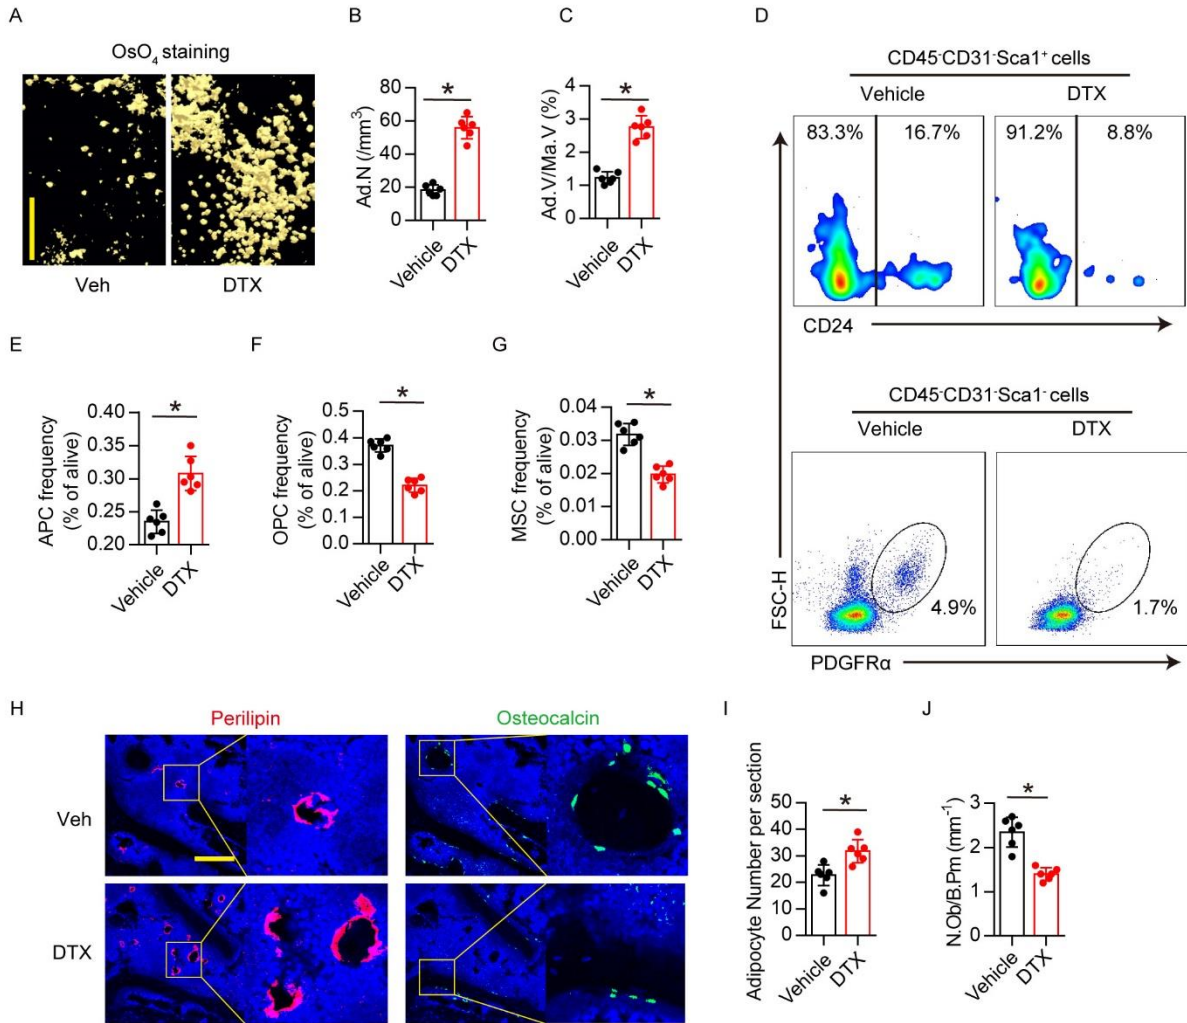 A
OsO4 staining
Veh
DTX
B
Ad.N (/mm3)
80
60
40
20
0
Vehicle
DTX
*
C
Ad.V/Ma.V (%)
4
3
2
1
0
Vehicle
DTX
*
D
CD45-CD31-Sca1+ cells
Vehicle
DTX
83.3%
16.7%
91.2%
8.8%
CD24
CD45-CD31-Sca1- cells
Vehicle
DTX
4.9%
1.7%
FSC-H
PDGFRα
E
APC frequency
(% of alive)
0.40
0.35
0.30
0.25
0.20
Vehicle
DTX
*
F
OPC frequency
(% of alive)
0.5
0.4
0.3
0.2
0.1
0.0
Vehicle
DTX
*
G
MSC frequency
(% of alive)
0.04
0.03
0.02
0.01
0.00
Vehicle
DTX
*
H
Perilipin
Osteocalcin
Veh
DTX
I
Adipocyte Number per section
50
40
30
20
10
0
Vehicle
DTX
*
J
N.Ob/B.Pm (mm-1)
3
2
1
0
Vehicle
DTX
*